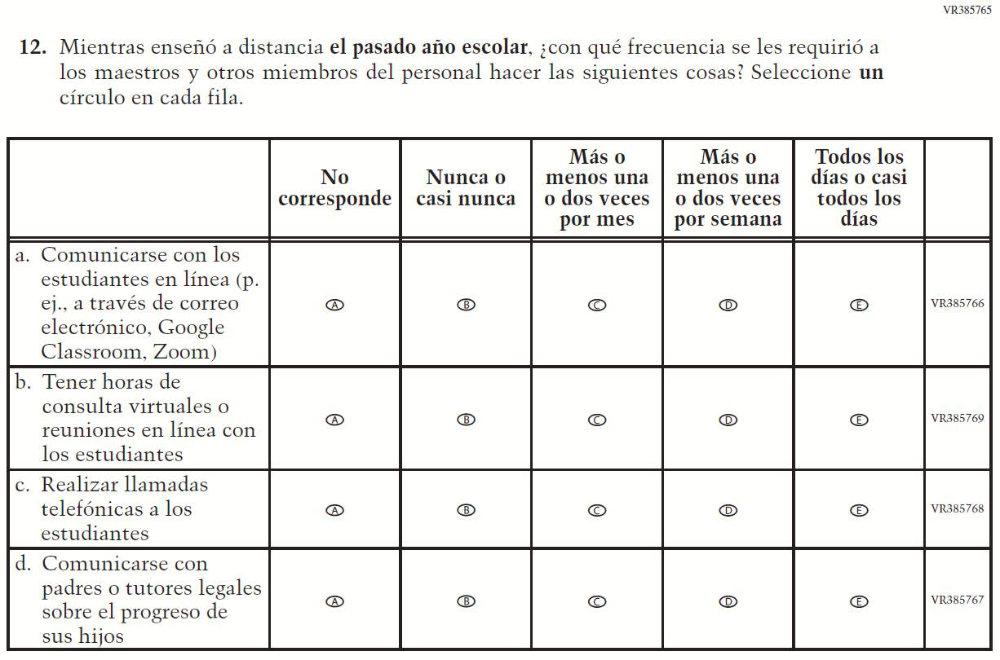 VR385765
12. Mientras enseñó a distancia el pasado año escolar, ¿con qué frecuencia se les requirió a
los maestros y otros miembros del personal hacer las siguientes cosas? Seleccione un
círculo en cada fila.
No
corresponde
Nunca o
casi nunca
Más o
menos una
o dos veces
por mes
Más o
menos una
o dos veces
por semana
Todos los
días o casi
todos los
días
a. Comunicarse con los
estudiantes en línea (p.
ej., a través de correo
electrónico, Google
Classroom, Zoom)
A B C D E VR385766
b. Tener horas de
consulta virtuales o
reuniones en línea con
los estudiantes
A B C D E VR385769
c. Realizar llamadas
telefónicas a los
estudiantes
A B C D E VR385768
d. Comunicarse con
padres o tutores legales
sobre el progreso de
sus hijos
A B C D E VR385767